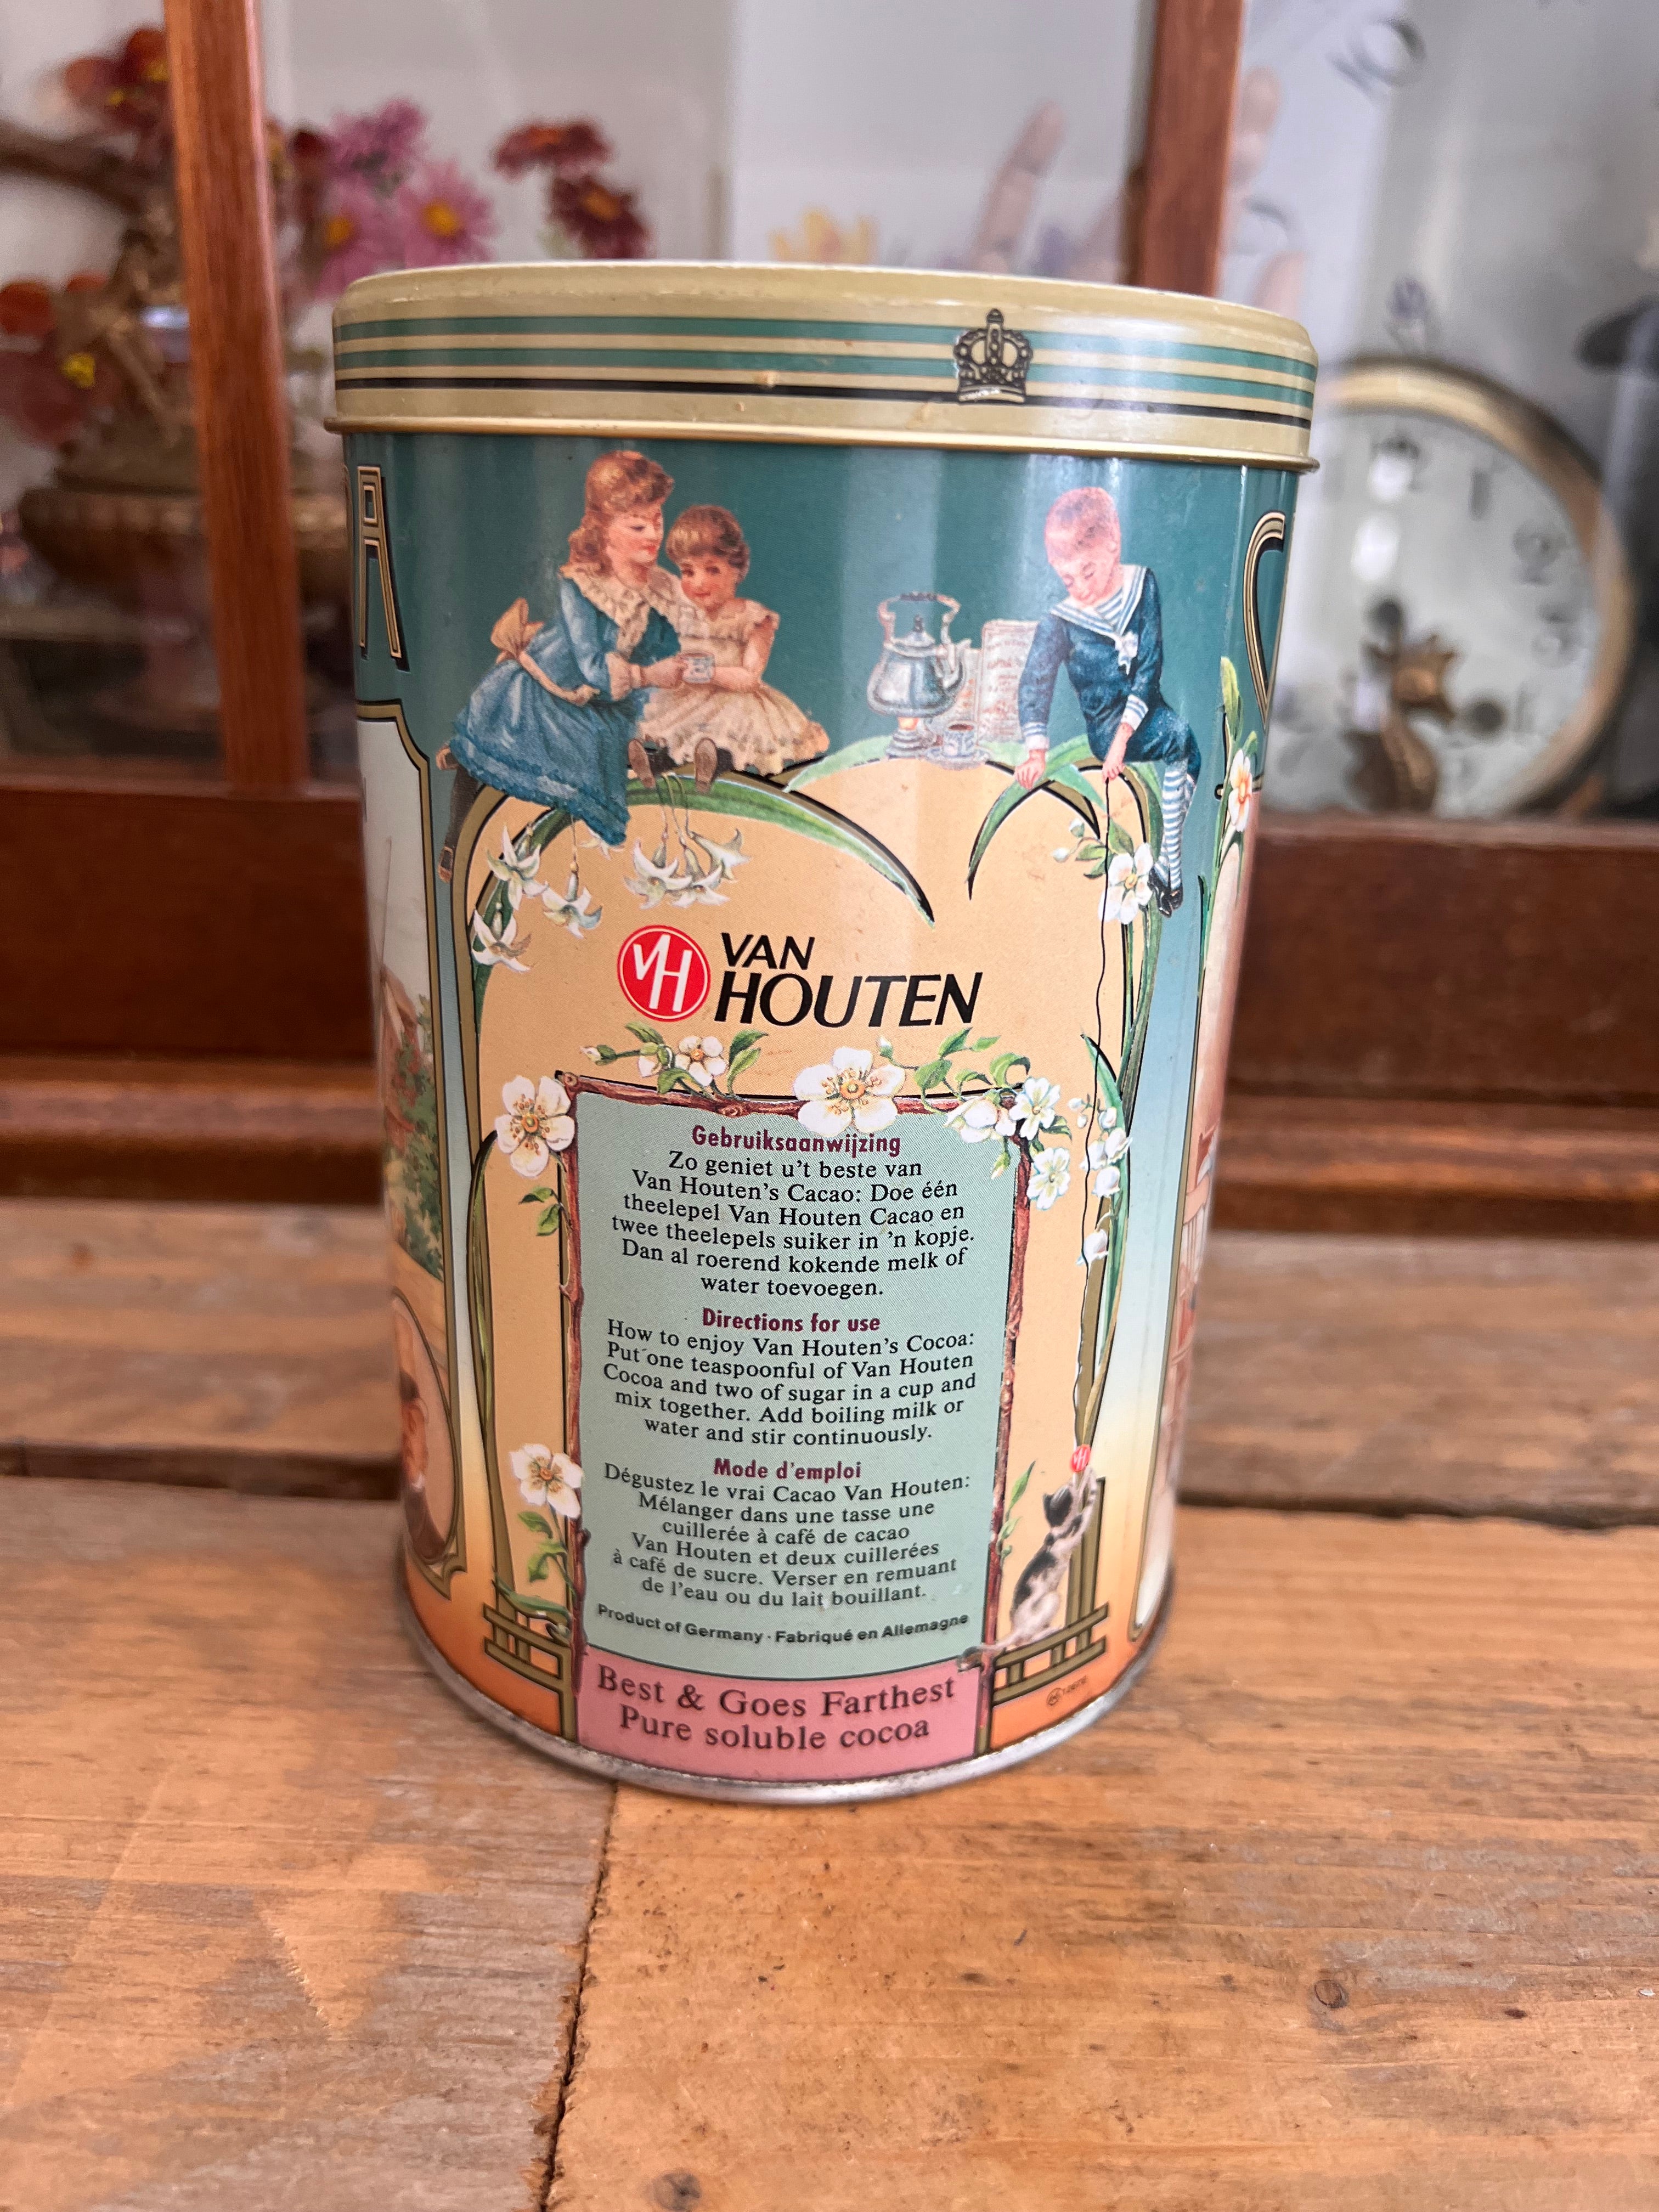 A
VH
VAN
HOUTEN
Gebruiksaanwijzing
Zo geniet u't beste van
Van Houten's Cacao: Doe één
theelepel Van Houten Cacao en
twee theelepels suiker in 'n kopje.
Dan al roerend kokende melk of
water toevoegen.
Directions for use
How to enjoy Van Houten's Cocoa:
Put one teaspoonful of Van Houten
Cocoa and two of sugar in a cup and
mix together. Add boiling milk or
water and stir continuously.
Mode d'emploi
Dégustez le vrai Cacao Van Houten:
Mélanger dans une tasse une
cuillerée à café de cacao
Van Houten et deux cuillerées
à café de sucre. Verser en remuant
de l'eau ou du lait bouillant.
Product of Germany · Fabriqué en Allemagne
Best & Goes Farthest
Pure soluble cocoa